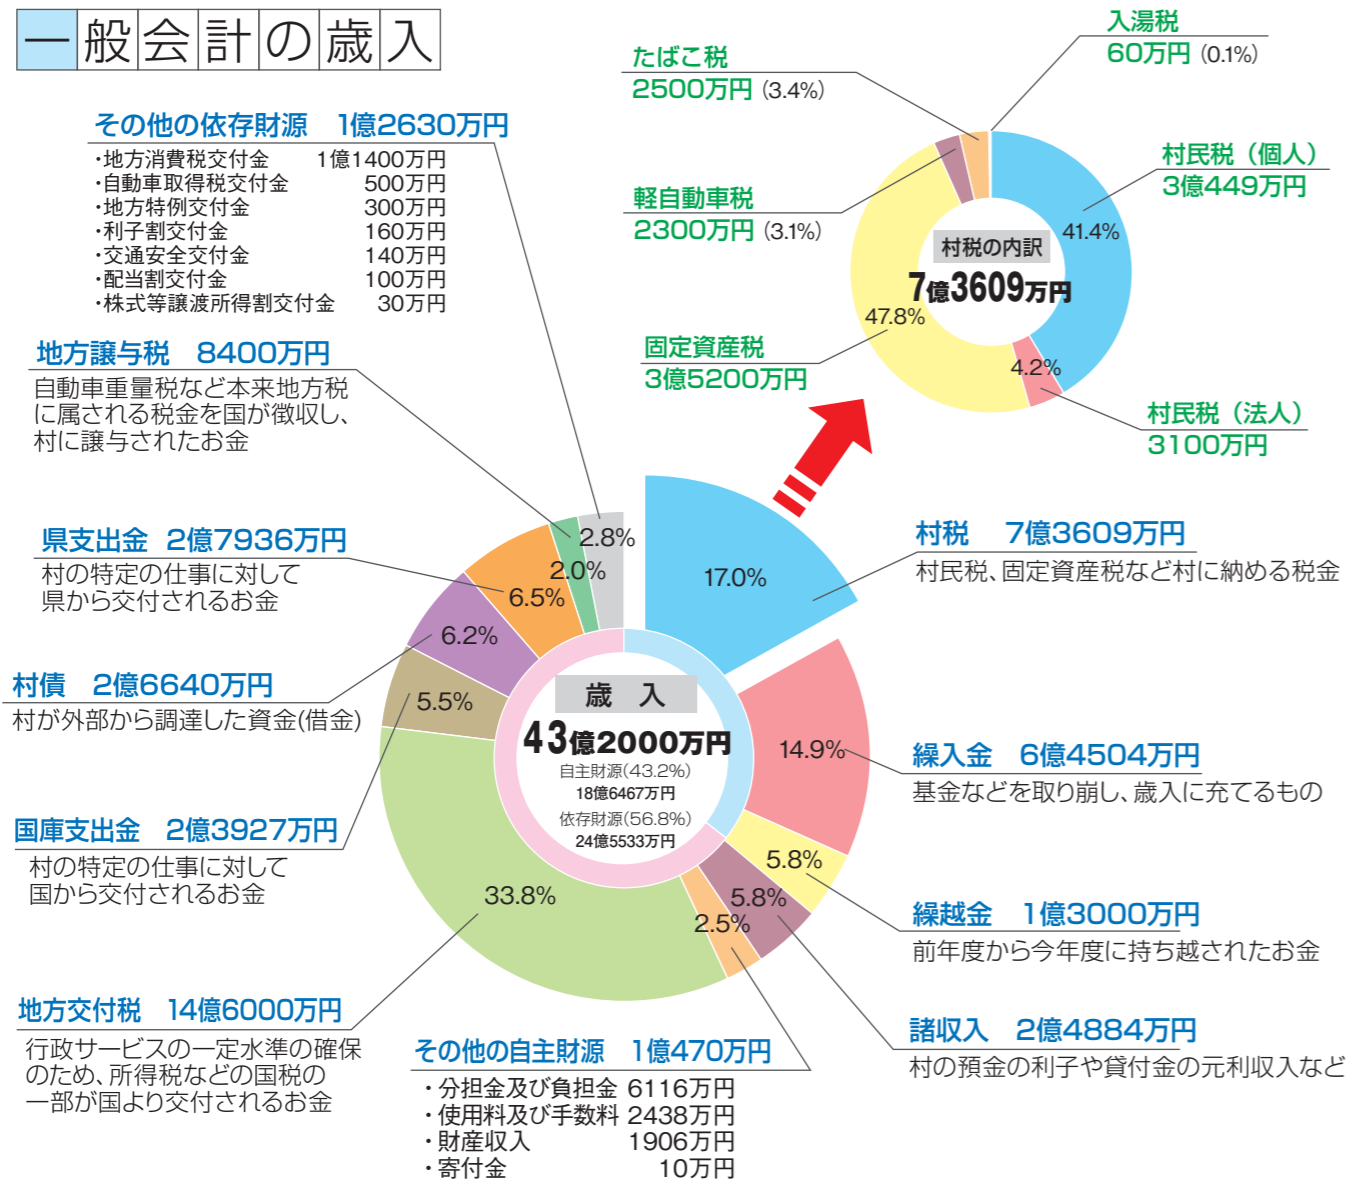 一般会計の歳入
その他の依存財源 1億2630万円
・地方消費税交付金 1億1400万円
・自動車取得税交付金 500万円
・地方特例交付金 300万円
・利子割交付金 160万円
・交通安全交付金 140万円
・配当割交付金 100万円
・株式等譲渡所得割交付金 30万円
地方譲与税 8400万円
自動車重量税など本来地方税
に属される税金を国が徴収し、
村に譲与されたお金
県支出金 2億7936万円
村の特定の仕事に対して
県から交付されるお金
村債 2億6640万円
村が外部から調達した資金(借金)
国庫支出金 2億3927万円
村の特定の仕事に対して
国から交付されるお金
地方交付税 14億6000万円
行政サービスの一定水準の確保
のため、所得税などの国税の
一部が国より交付されるお金
その他の自主財源 1億470万円
・分担金及び負担金 6116万円
・使用料及び手数料 2438万円
・財産収入 1906万円
・寄付金 10万円
2.8%
2.0%
6.5%
6.2%
5.5%
33.8%
2.5%
5.8%
5.8%
14.9%
17.0%
歳入
43億2000万円
自主財源(43.2%)
18億6467万円
依存財源(56.8%)
24億5533万円
村税 7億3609万円
村民税、固定資産税など村に納める税金
繰入金 6億4504万円
基金などを取り崩し、歳入に充てるもの
繰越金 1億3000万円
前年度から今年度に持ち越されたお金
諸収入 2億4884万円
村の預金の利子や貸付金の元利収入など
入湯税
60万円 (0.1%)
たばこ税
2500万円 (3.4%)
軽自動車税
2300万円 (3.1%)
固定資産税
3億5200万円
村民税（個人）
3億449万円
村民税（法人）
3100万円
41.4%
4.2%
47.8%
村税の内訳
7億3609万円